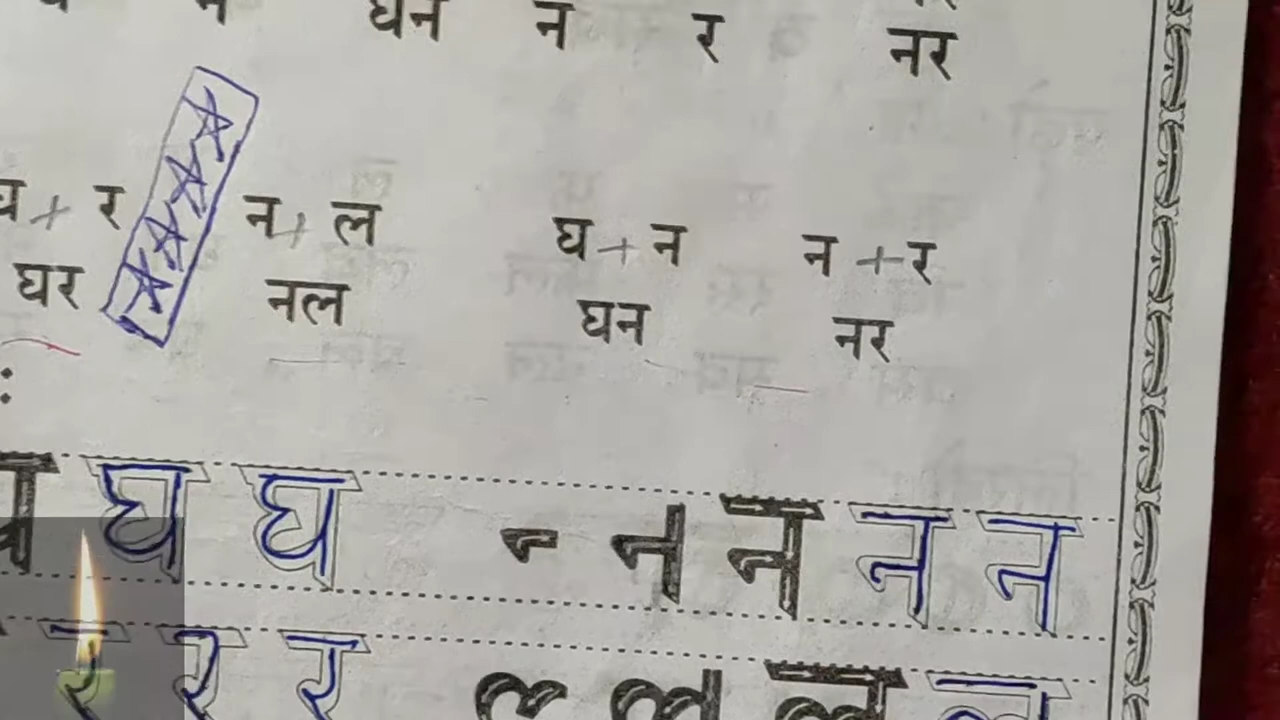 न घन न र नर
घ + र न + ल घ + न न + र
घर नल घन नर
:
घ घ न न न न
र र र ल ल